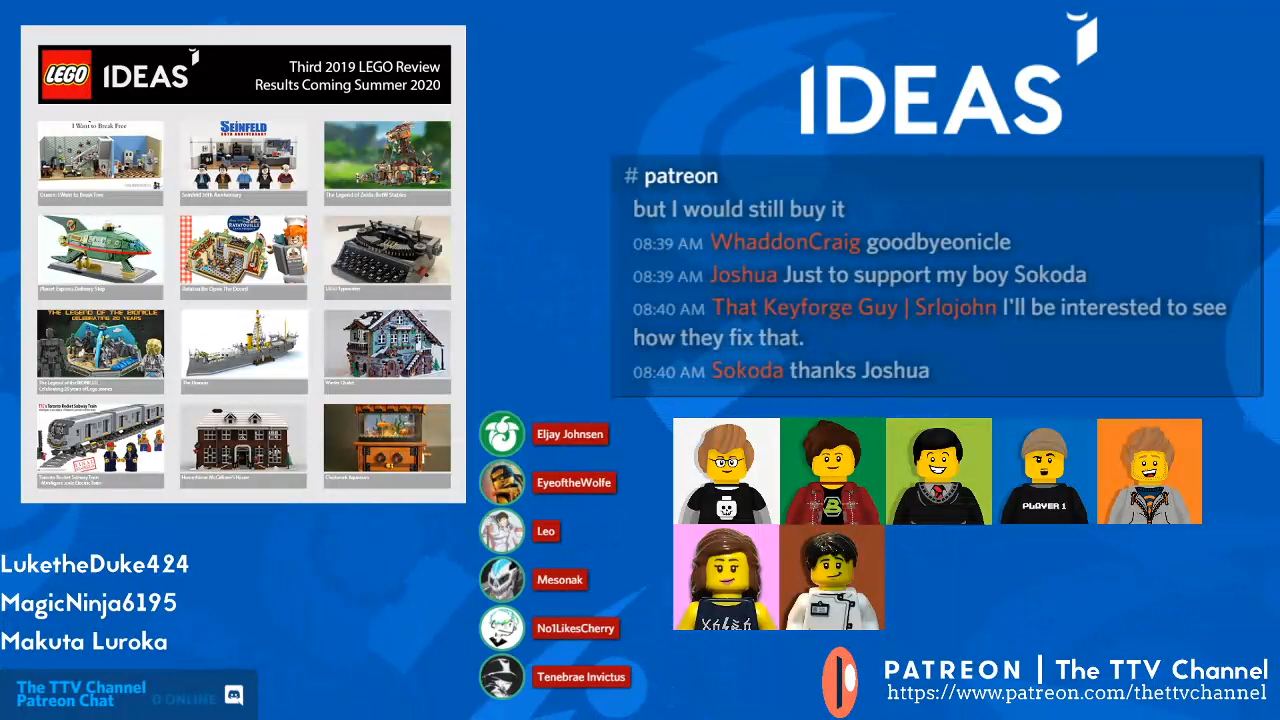 LEGO IDEAS
Third 2019 LEGO Review
Results Coming Summer 2020
I Want to Break Free
SEINFELD
Queen: I Want to Break Free
Seinfeld 30th Anniversary
The Legend of Zelda: BotW Stables
RATATOUILLE
Planet Express Delivery Ship
THE LEGEND OF THE BIONICLE
CELEBRATING 20 YEARS
The Legend of the BIONICLE
Winter Chalet
Toronto Rocket Subway Train
Home Alone: McCallister's House
Clockwork Aquarium
IDEAS
# patreon
but I would still buy it
08:39 AM WhaddonCraig goodbyeonicle
08:39 AM Joshua Just to support my boy Sokoda
08:40 AM That Keyforge Guy | Srlojohn I'll be interested to see
how they fix that.
08:40 AM Sokoda thanks Joshua
Eljay Johnsen
EyeoftheWolfe
Leo
Mesonak
No1LikesCherry
Tenebrae Invictus
PLAYER 1
LuketheDuke424
MagicNinja6195
Makuta Luroka
The TTV Channel
Patreon Chat
0 ONLINE
PATREON | The TTV Channel
https://www.patreon.com/thettvchannel